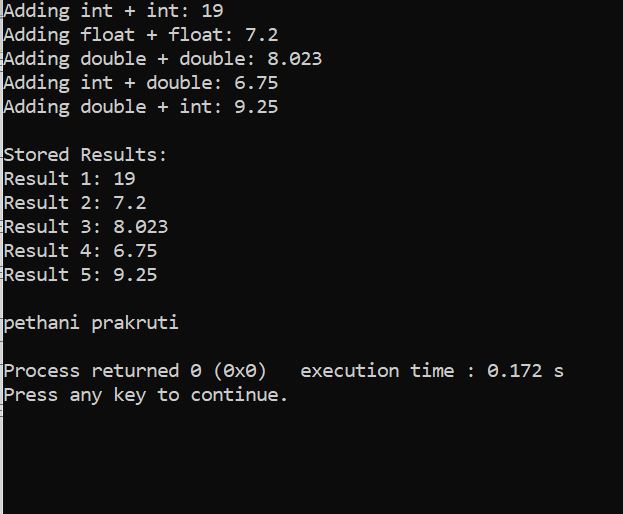 Adding int + int: 19
Adding float + float: 7.2
Adding double + double: 8.023
Adding int + double: 6.75
Adding double + int: 9.25
Stored Results:
Result 1: 19
Result 2: 7.2
Result 3: 8.023
Result 4: 6.75
Result 5: 9.25
pethani prakruti
Process returned 0 (0x0)   execution time : 0.172 s
Press any key to continue.